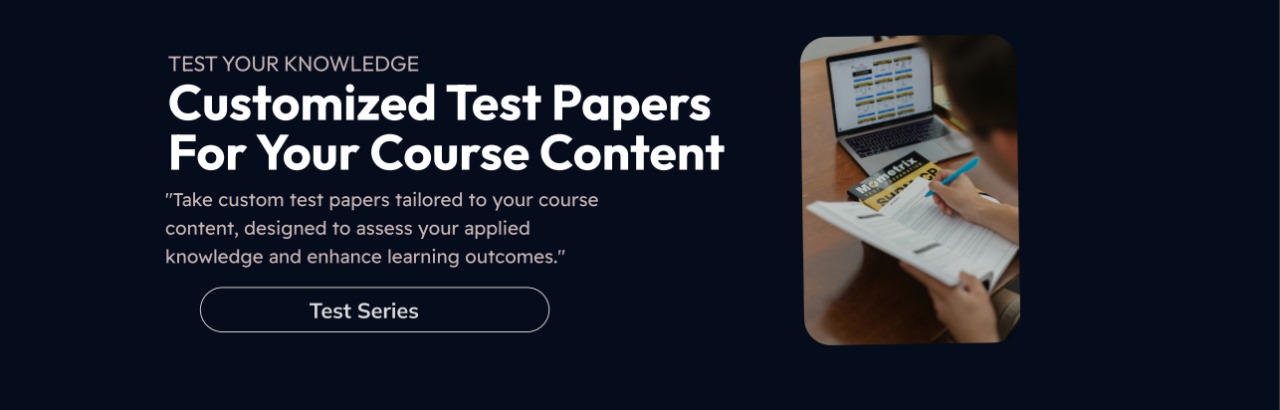 TEST YOUR KNOWLEDGE
Customized Test Papers
For Your Course Content
"Take custom test papers tailored to your course
content, designed to assess your applied
knowledge and enhance learning outcomes."
Test Series
Mometrix